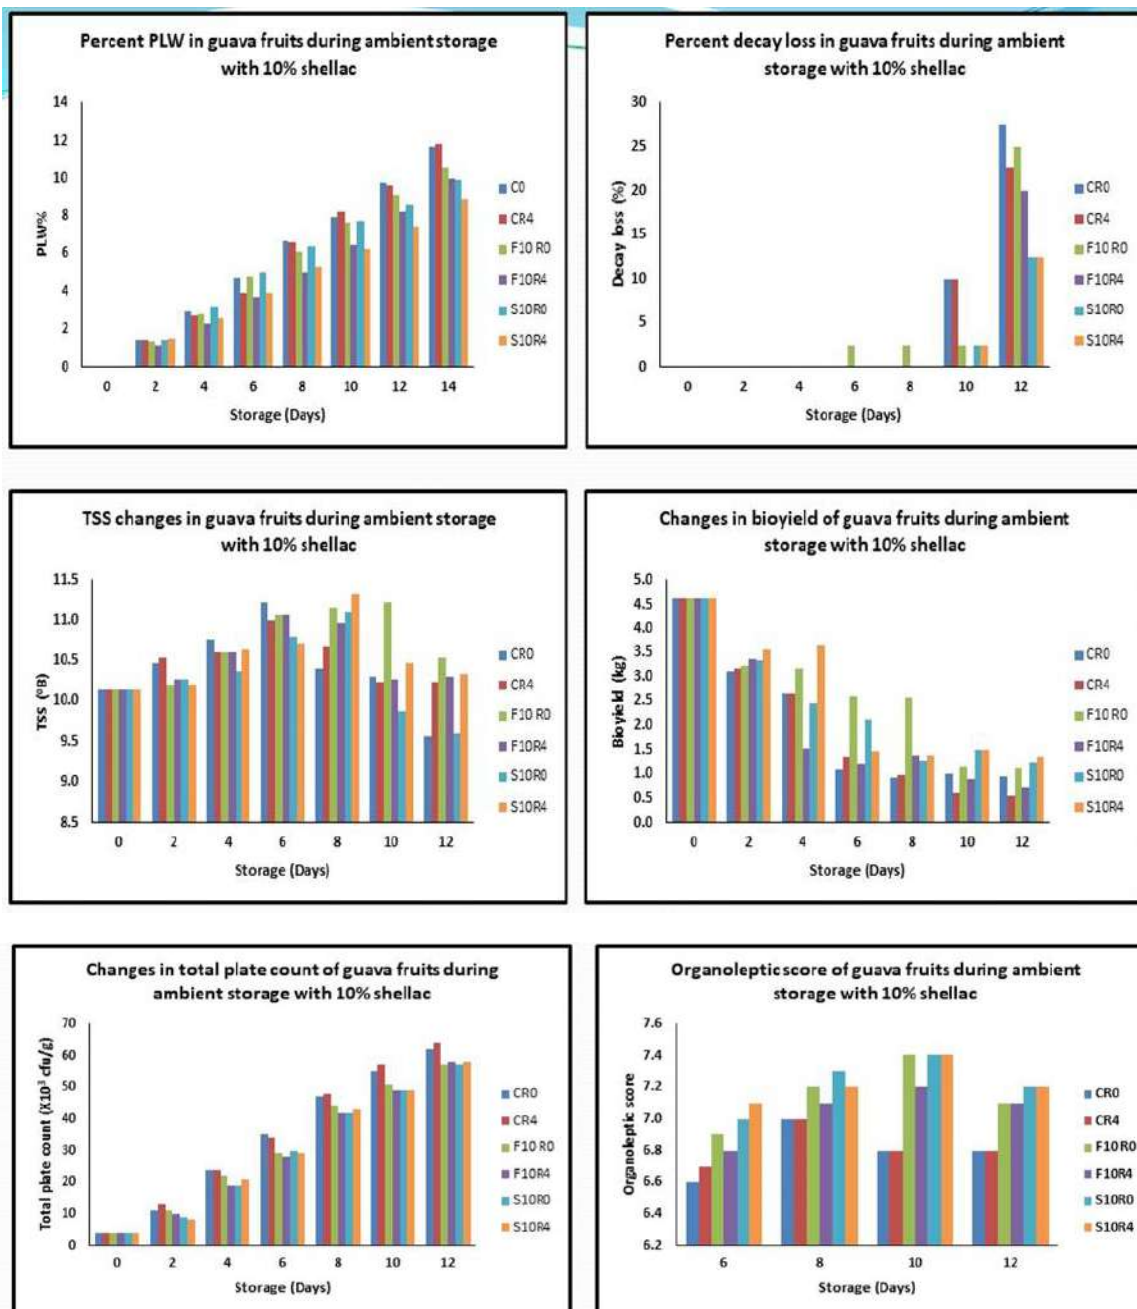 Percent PLW in guava fruits during ambient storage
with 10% shellac
14
12
10
8
6
4
2
0
PLW%
0 2 4 6 8 10 12 14
Storage (Days)
C0
CR4
F10 R0
F10R4
S10R0
S10R4
Percent decay loss in guava fruits during ambient
storage with 10% shellac
30
25
20
15
10
5
0
Decay loss (%)
0 2 4 6 8 10 12
Storage (Days)
CR0
CR4
F10 R0
F10R4
S10R0
S10R4
TSS changes in guava fruits during ambient storage
with 10% shellac
11.5
11.0
10.5
10.0
9.5
9.0
8.5
TSS (°B)
0 2 4 6 8 10 12
Storage (Days)
CR0
CR4
F10 R0
F10R4
S10R0
S10R4
Changes in bioyield of guava fruits during ambient
storage with 10% shellac
5.0
4.5
4.0
3.5
3.0
2.5
2.0
1.5
1.0
0.5
0.0
Bioyield (kg)
0 2 4 6 8 10 12
Storage (Days)
CR0
CR4
F10 R0
F10R4
S10R0
S10R4
Changes in total plate count of guava fruits during
ambient storage with 10% shellac
70
60
50
40
30
20
10
0
Total plate count (X10³ cfu/g)
0 2 4 6 8 10 12
Storage (Days)
CR0
CR4
F10 R0
F10R4
S10R0
S10R4
Organoleptic score of guava fruits during ambient
storage with 10% shellac
7.6
7.4
7.2
7.0
6.8
6.6
6.4
6.2
Organoleptic score
6 8 10 12
Storage (Days)
CR0
CR4
F10 R0
F10R4
S10R0
S10R4